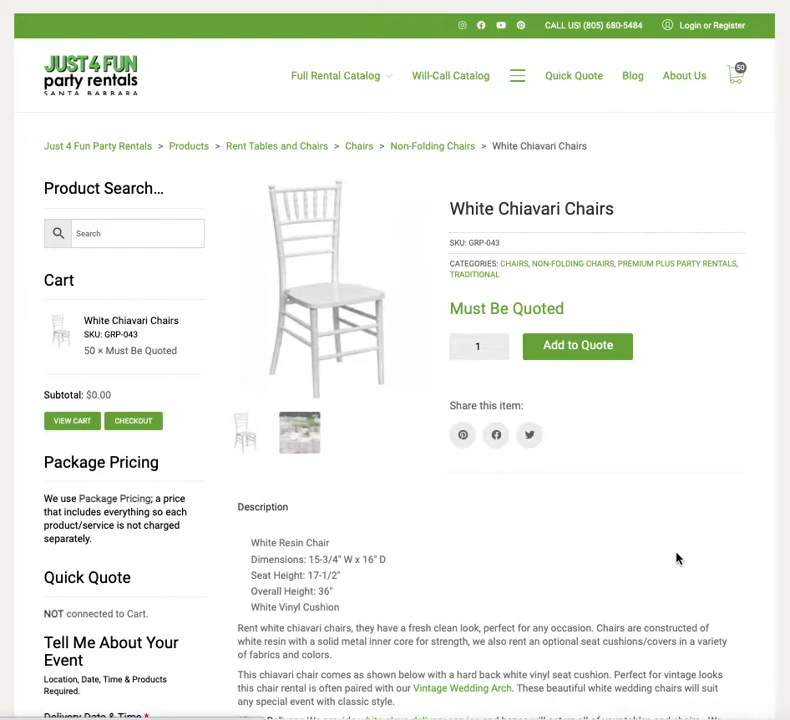 CALL US! (805) 680-5484
Login or Register
JUST4FUN
party rentals
SANTA BARBARA
Full Rental Catalog
Will-Call Catalog
Quick Quote
Blog
About Us
50
Just 4 Fun Party Rentals > Products > Rent Tables and Chairs > Chairs > Non-Folding Chairs > White Chiavari Chairs
Product Search...
Search
Cart
White Chiavari Chairs
SKU: GRP-043
50 × Must Be Quoted
Subtotal: $0.00
VIEW CART
CHECKOUT
Package Pricing
We use Package Pricing; a price
that includes everything so each
product/service is not charged
separately.
Quick Quote
NOT connected to Cart.
Tell Me About Your
Event
Location, Date, Time & Products
Required.
Delivery Date & Time *
White Chiavari Chairs
SKU: GRP-043
CATEGORIES: CHAIRS, NON-FOLDING CHAIRS, PREMIUM PLUS PARTY RENTALS,
TRADITIONAL
Must Be Quoted
1
Add to Quote
Share this item:
Description
White Resin Chair
Dimensions: 15-3/4" W x 16" D
Seat Height: 17-1/2"
Overall Height: 36"
White Vinyl Cushion
Rent white chiavari chairs, they have a fresh clean look, perfect for any occasion. Chairs are constructed of
white resin with a solid metal inner core for strength, we also rent an optional seat cushions/covers in a variety
of fabrics and colors.
This chiavari chair comes as shown below with a hard back white vinyl seat cushion. Perfect for vintage looks
this chair rental is often paired with our Vintage Wedding Arch. These beautiful white wedding chairs will suit
any special event with classic style.